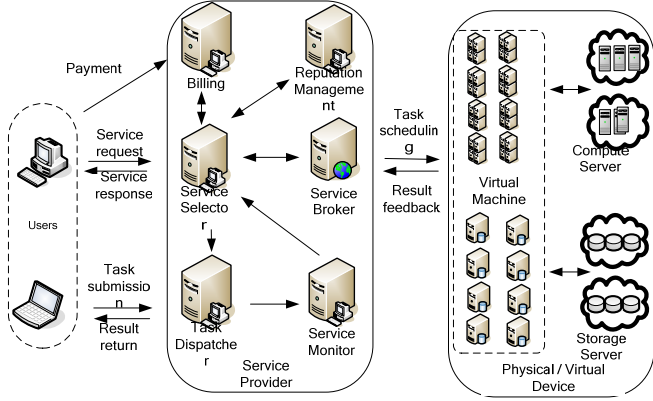 Payment
Billing
Reputation
Manageme
nt
Service
request
Service
response
Users
Service
Selecto
r
Service
Broker
Task
schedulin
g
Result
feedback
Virtual
Machine
Compute
Server
Task
submissio
n
Result
return
Task
Dispatche
r
Service
Monitor
Service
Provider
Storage
Server
Physical / Virtual
Device